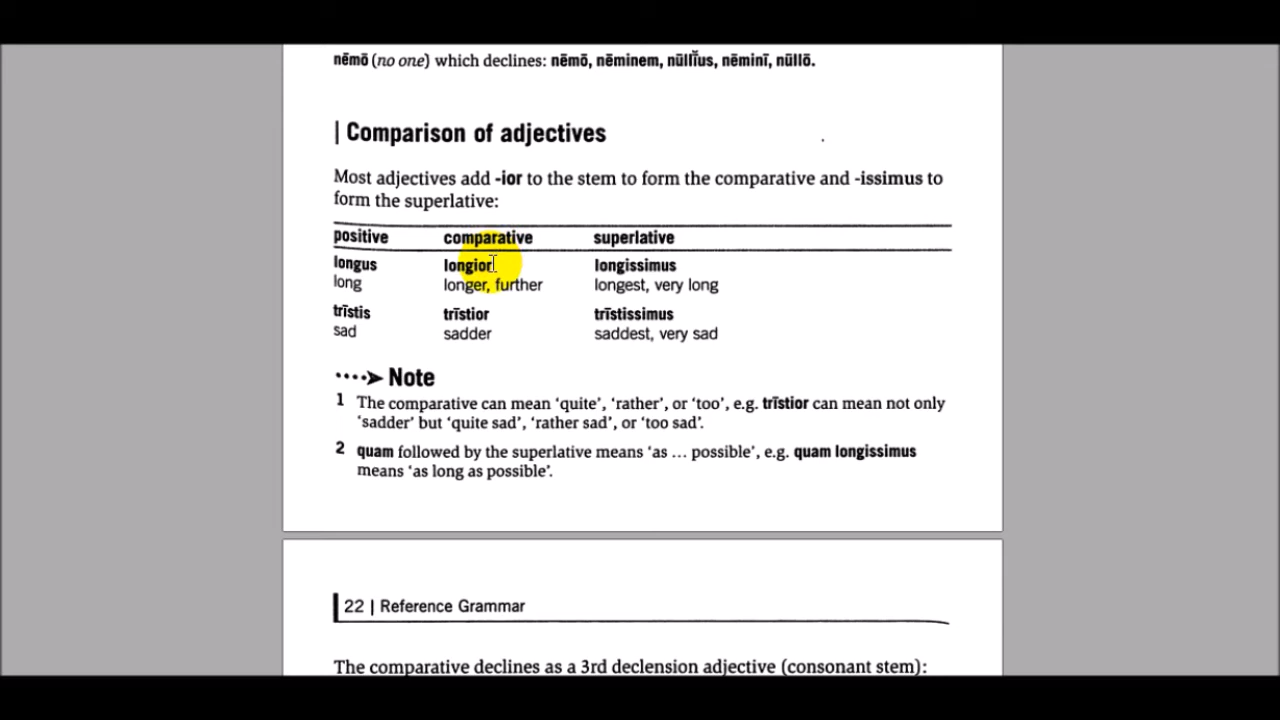 nēmō (no one) which declines: nēmō, nēminem, nūllī̆us, nēminī, nūllō.
| Comparison of adjectives
Most adjectives add -ior to the stem to form the comparative and -issimus to
form the superlative:
positive comparative superlative
longus longior longissimus
long longer, further longest, very long
trīstis trīstior trīstissimus
sad sadder saddest, very sad
····➤ Note
1 The comparative can mean ‘quite’, ‘rather’, or ‘too’, e.g. trīstior can mean not only
‘sadder’ but ‘quite sad’, ‘rather sad’, or ‘too sad’.
2 quam followed by the superlative means ‘as ... possible’, e.g. quam longissimus
means ‘as long as possible’.
22 | Reference Grammar
The comparative declines as a 3rd declension adjective (consonant stem):